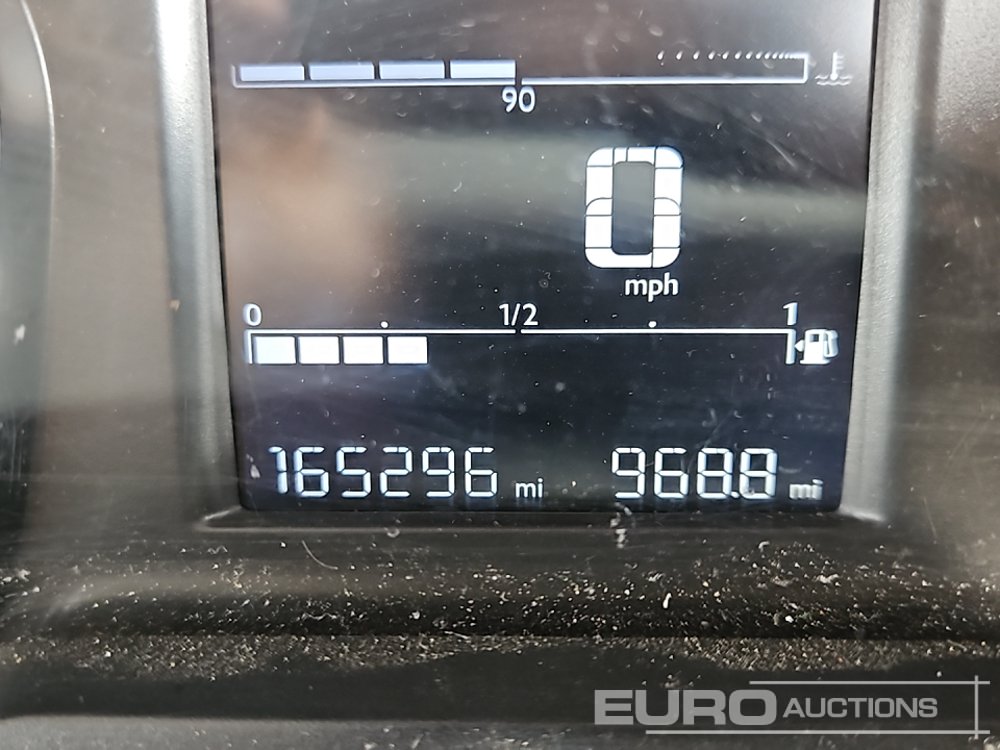 90
0
mph
0 1/2 1
165296 mi 968.8 mi
EURO AUCTIONS